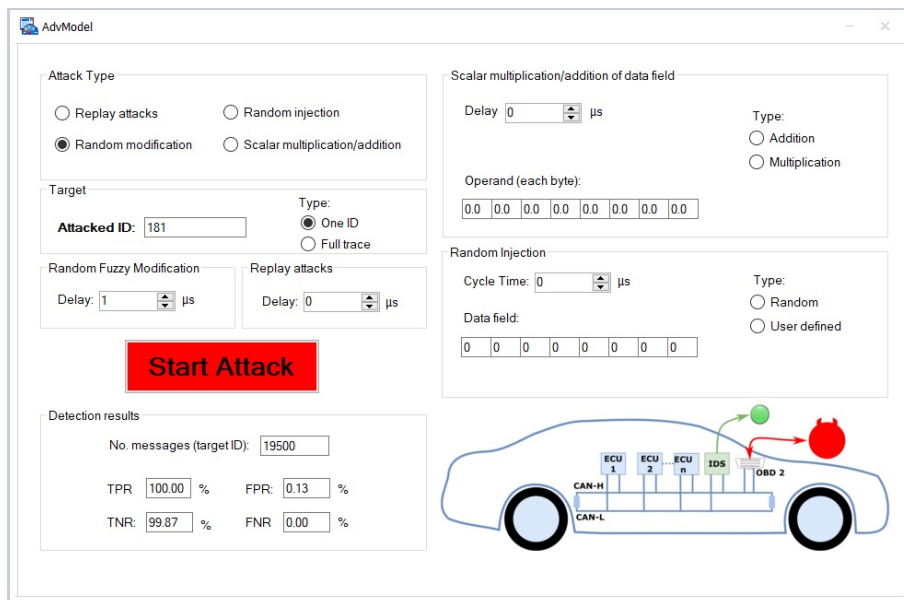 AdvModel
Attack Type
Replay attacks
Random injection
Random modification
Scalar multiplication/addition
Target
Attacked ID: 181
Type:
One ID
Full trace
Random Fuzzy Modification
Delay: 1 µs
Replay attacks
Delay: 0 µs
Start Attack
Detection results
No. messages (target ID): 19500
TPR 100.00 % FPR: 0.13 %
TNR: 99.87 % FNR 0.00 %
Scalar multiplication/addition of data field
Delay 0 µs
Type:
Addition
Multiplication
Operand (each byte):
0.0 0.0 0.0 0.0 0.0 0.0 0.0 0.0
Random Injection
Cycle Time: 0 µs
Type:
Random
User defined
Data field:
0 0 0 0 0 0 0 0
ECU
1
ECU
2
....
ECU
n
IDS
OBD 2
CAN-H
CAN-L